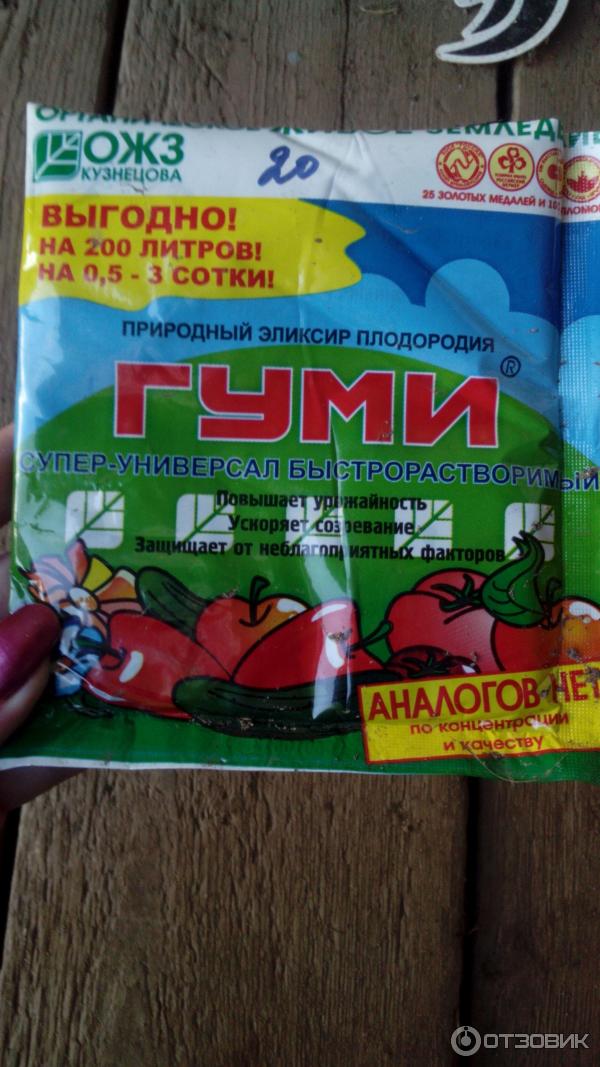 ОЖЗ
КУЗНЕЦОВА
20
25 ЗОЛОТЫХ МЕДАЛЕЙ И
ВЫГОДНО!
НА 200 ЛИТРОВ!
НА 0,5 - 3 СОТКИ!
ПРИРОДНЫЙ ЭЛИКСИР ПЛОДОРОДИЯ
ГУМИ®
СУПЕР-УНИВЕРСАЛ БЫСТРОРАСТВОРИМЫЙ
Повышает урожайность
Ускоряет созревание
Защищает от неблагоприятных факторов
АНАЛОГОВ НЕТ
по концентрации
и качеству
ОТЗОВИК